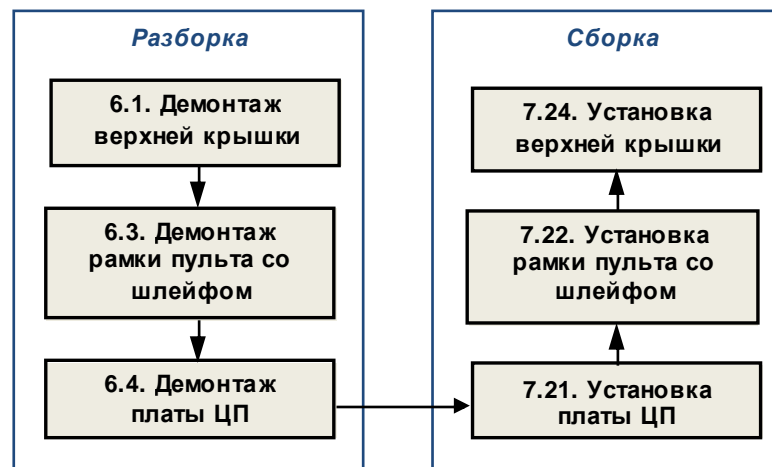 Разборка
6.1. Демонтаж
верхней крышки
6.3. Демонтаж
рамки пульта со
шлейфом
6.4. Демонтаж
платы ЦП
Сборка
7.24. Установка
верхней крышки
7.22. Установка
рамки пульта со
шлейфом
7.21. Установка
платы ЦП